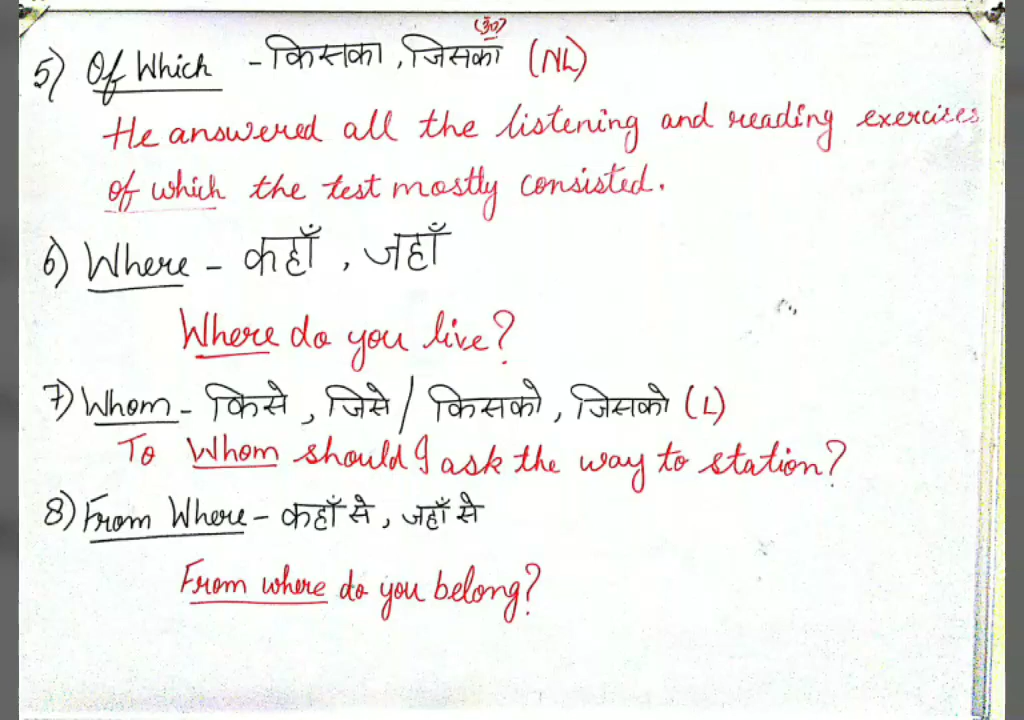 5) Of Which - किसका, जिसका (NL)
He answered all the listening and reading exercises
of which the test mostly consisted.
6) Where - कहाँ, जहाँ
Where do you live?
7) Whom - किसे, जिसे / किसको, जिसको (L)
To Whom should I ask the way to station?
8) From Where - कहाँ से, जहाँ से
From where do you belong?